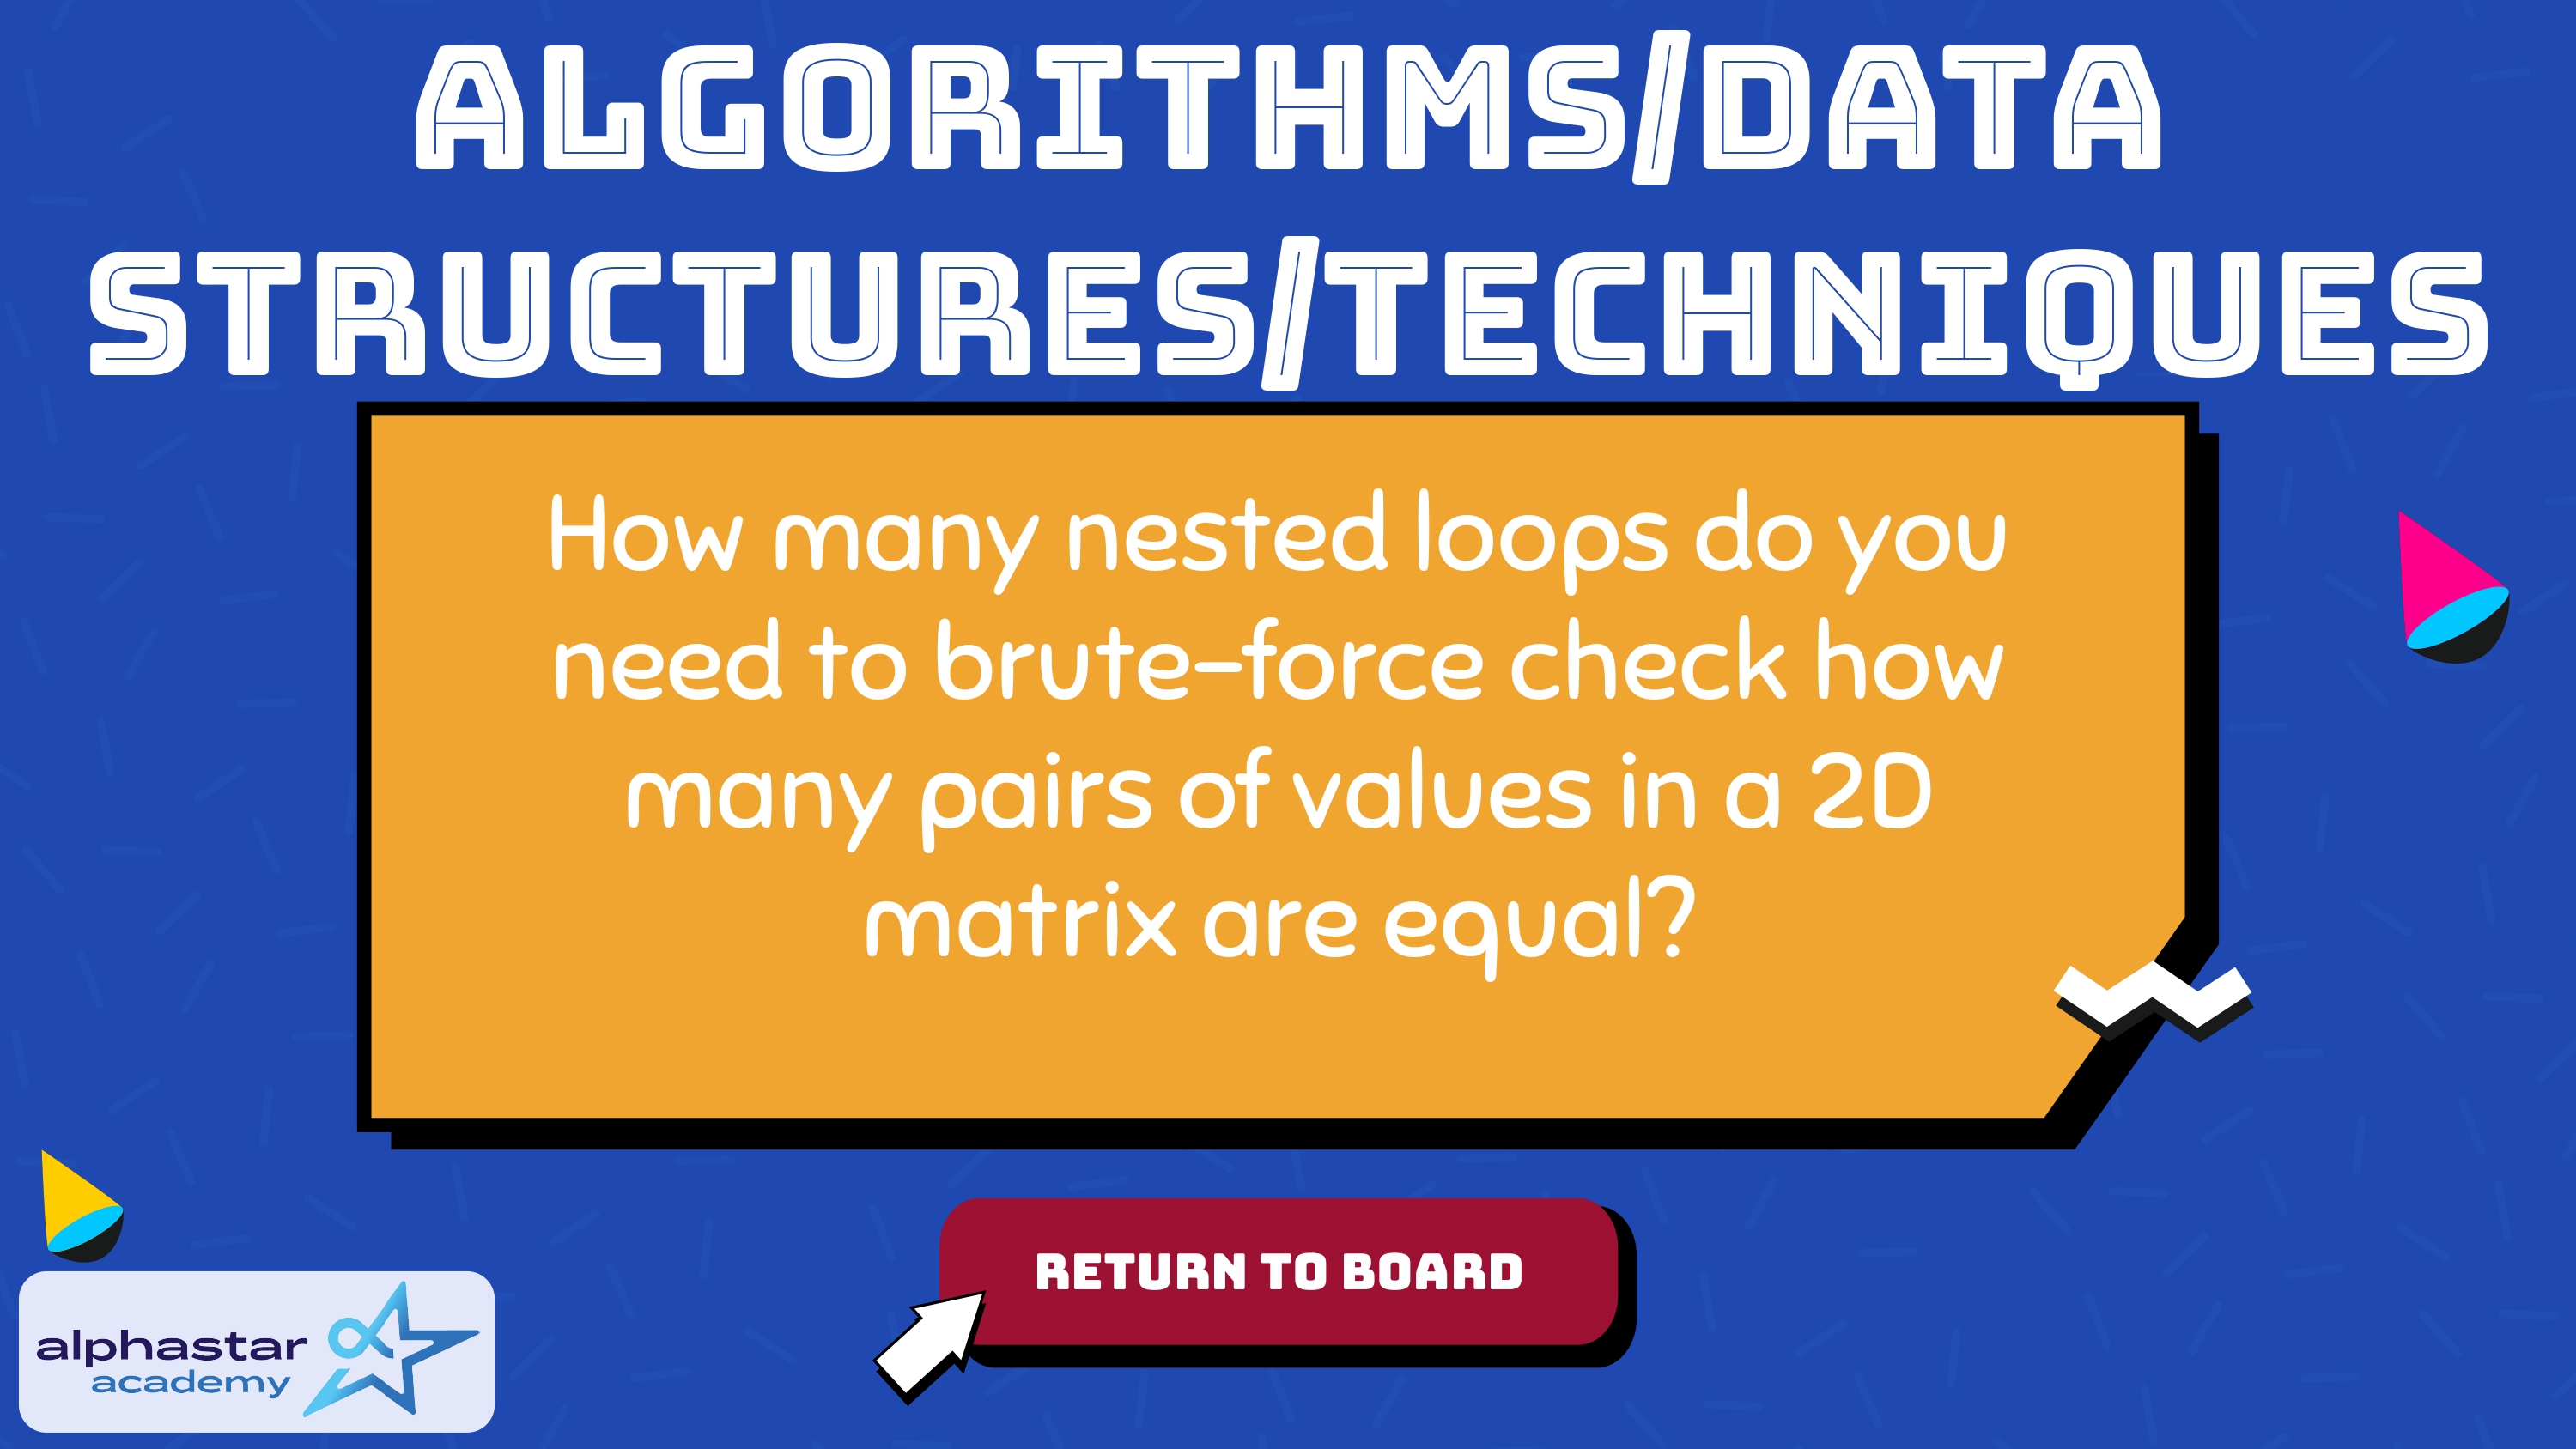 ALGORITHMS/DATA
STRUCTURES/TECHNIQUES
How many nested loops do you
need to brute-force check how
many pairs of values in a 2D
matrix are equal?
RETURN TO BOARD
alphastar
academy